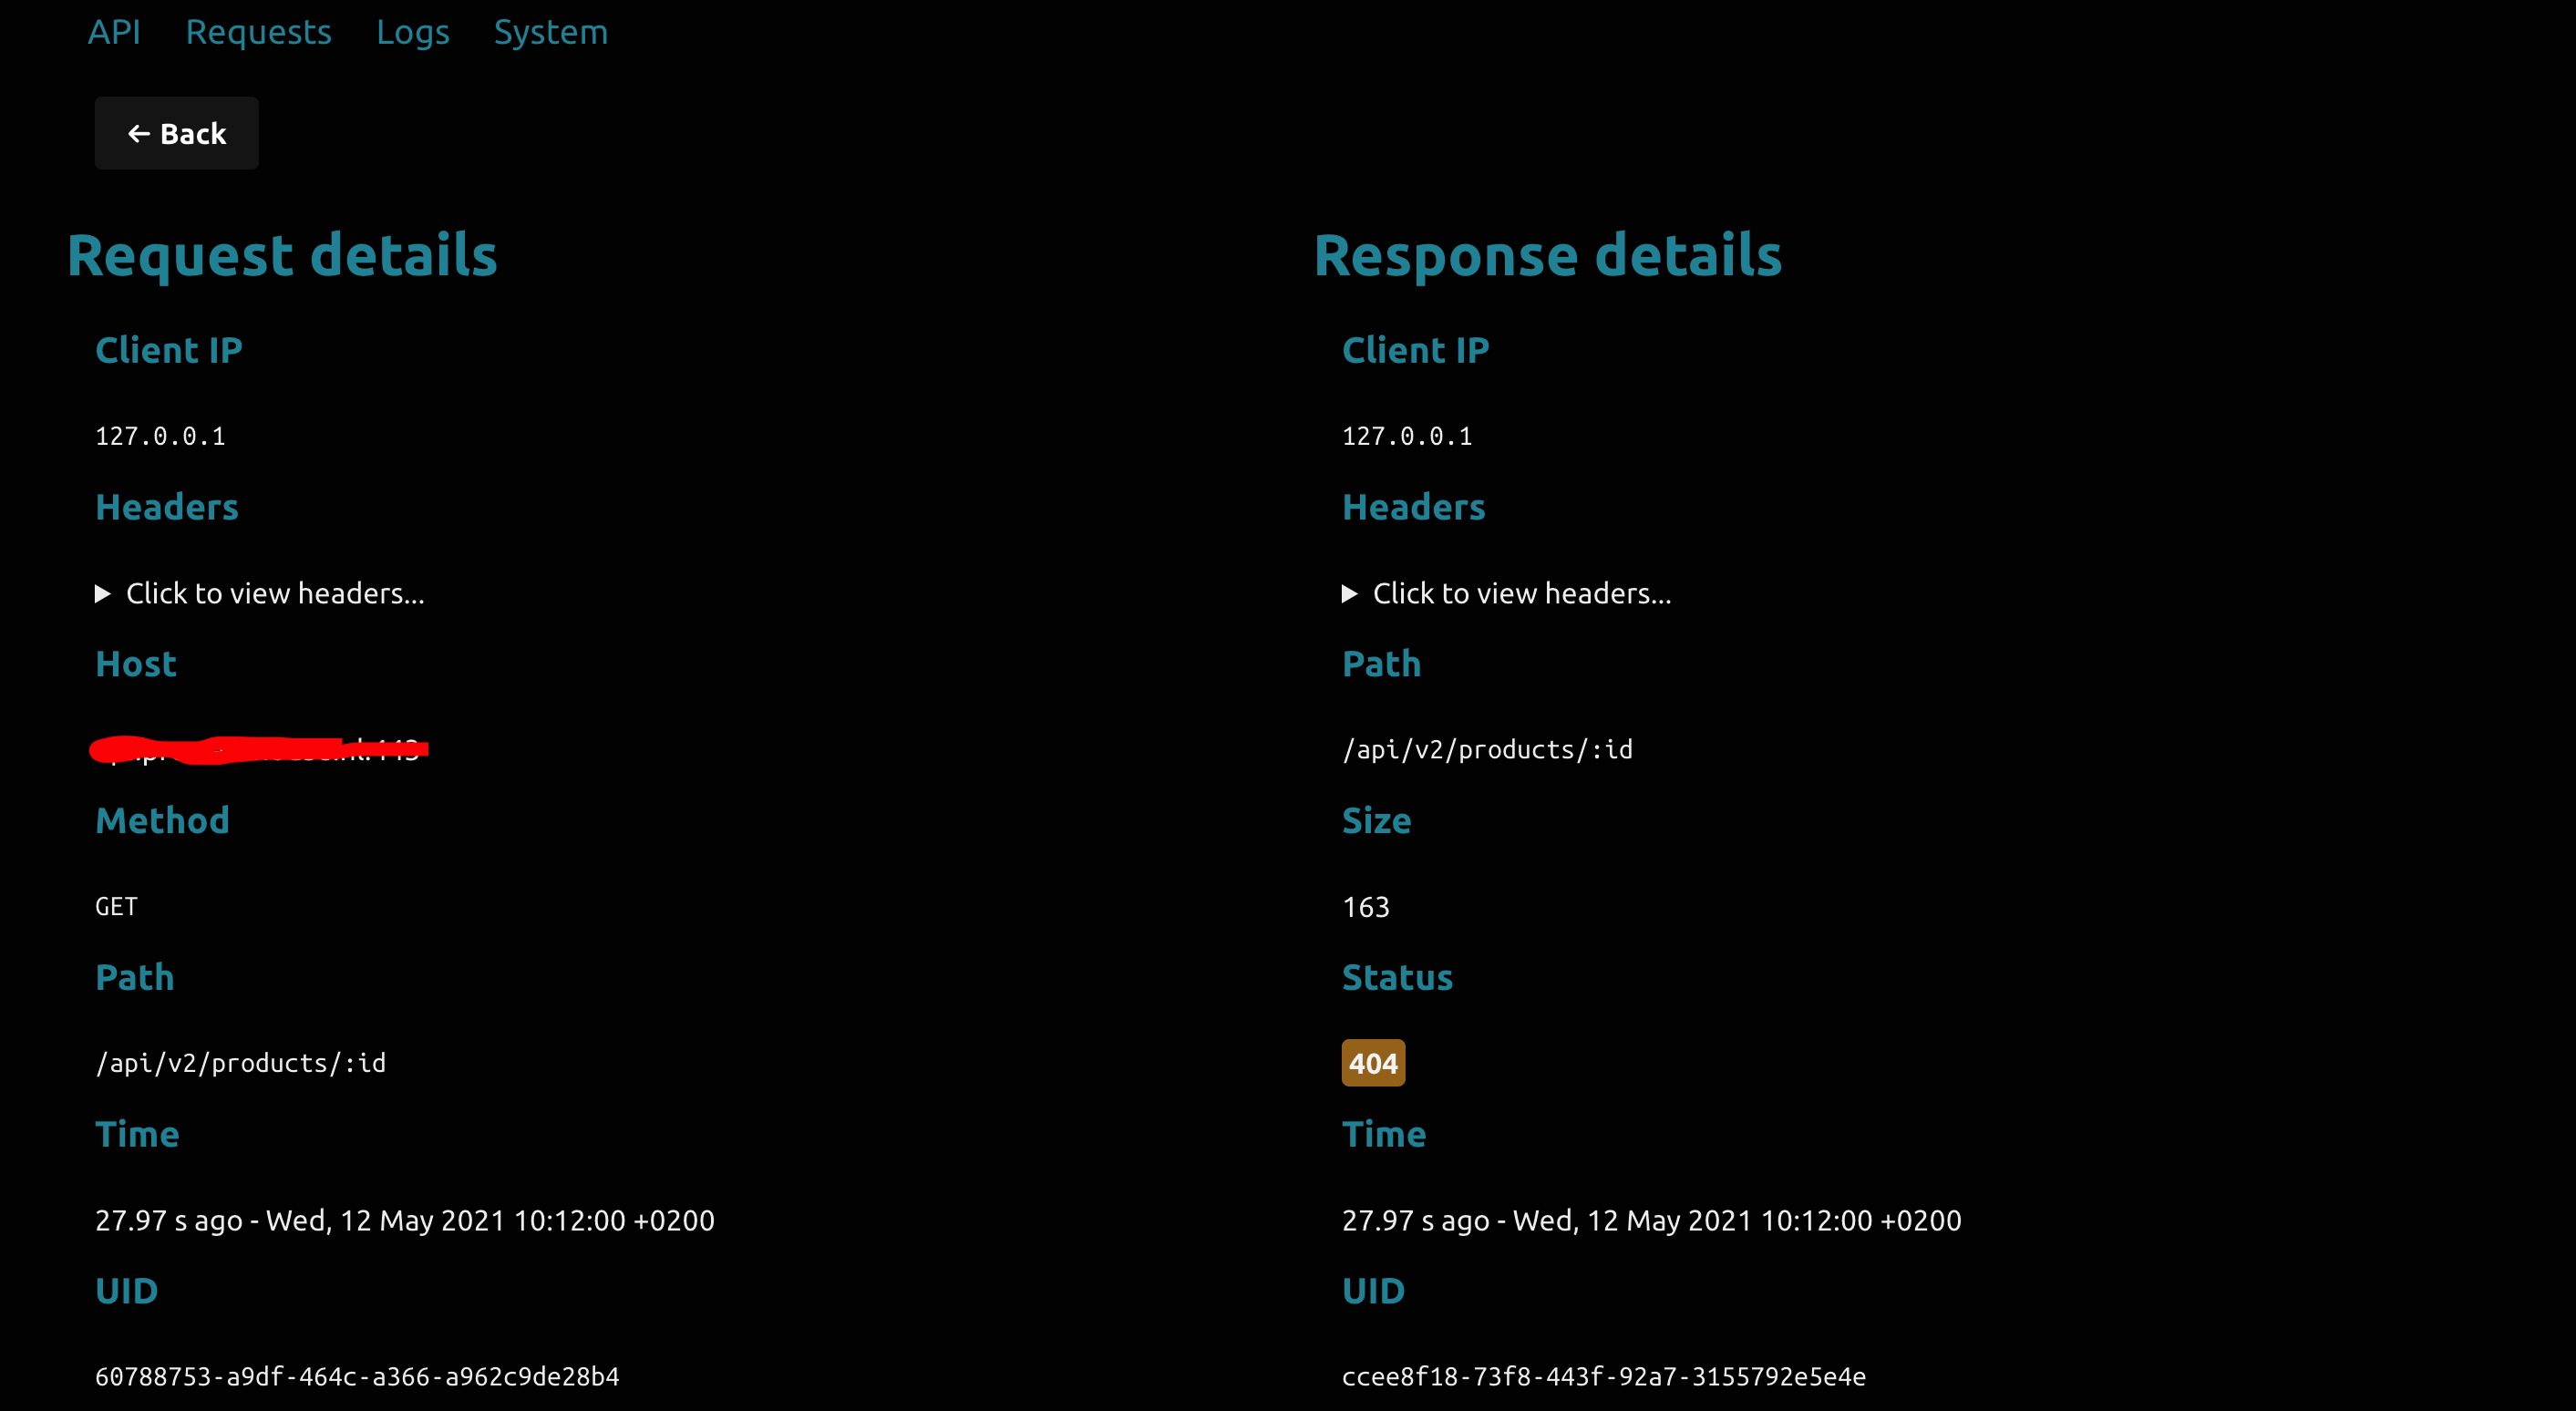 API Requests Logs System
← Back
Request details
Client IP
127.0.0.1
Headers
▶ Click to view headers...
Host
Method
GET
Path
/api/v2/products/:id
Time
27.97 s ago - Wed, 12 May 2021 10:12:00 +0200
UID
60788753-a9df-464c-a366-a962c9de28b4
Response details
Client IP
127.0.0.1
Headers
▶ Click to view headers...
Path
/api/v2/products/:id
Size
163
Status
404
Time
27.97 s ago - Wed, 12 May 2021 10:12:00 +0200
UID
ccee8f18-73f8-443f-92a7-3155792e5e4e